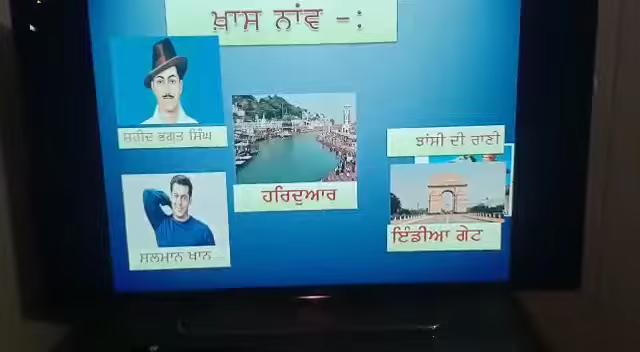 ਖ਼ਾਸ ਨਾਂਵ -:
ਸ਼ਹੀਦ ਭਗਤ ਸਿੰਘ
ਹਰਿਦੁਆਰ
ਝਾਂਸੀ ਦੀ ਰਾਣੀ
ਸਲਮਾਨ ਖਾਨ
ਇੰਡੀਆ ਗੇਟ